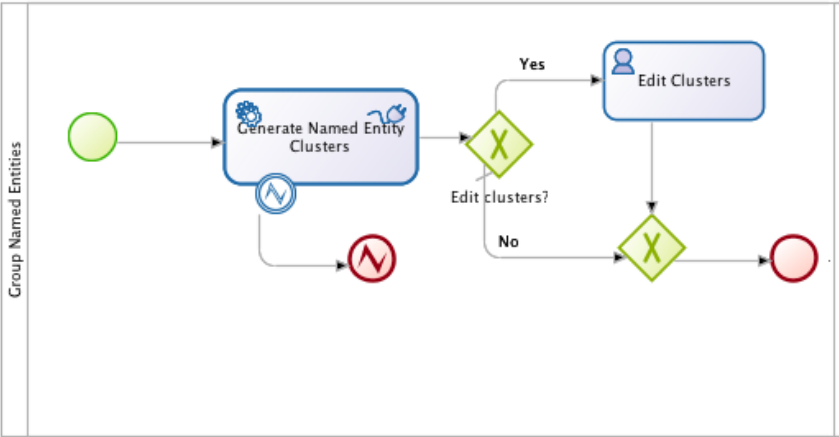 Group Named Entities
Generate Named Entity
Clusters
Yes
Edit Clusters
Edit clusters?
No